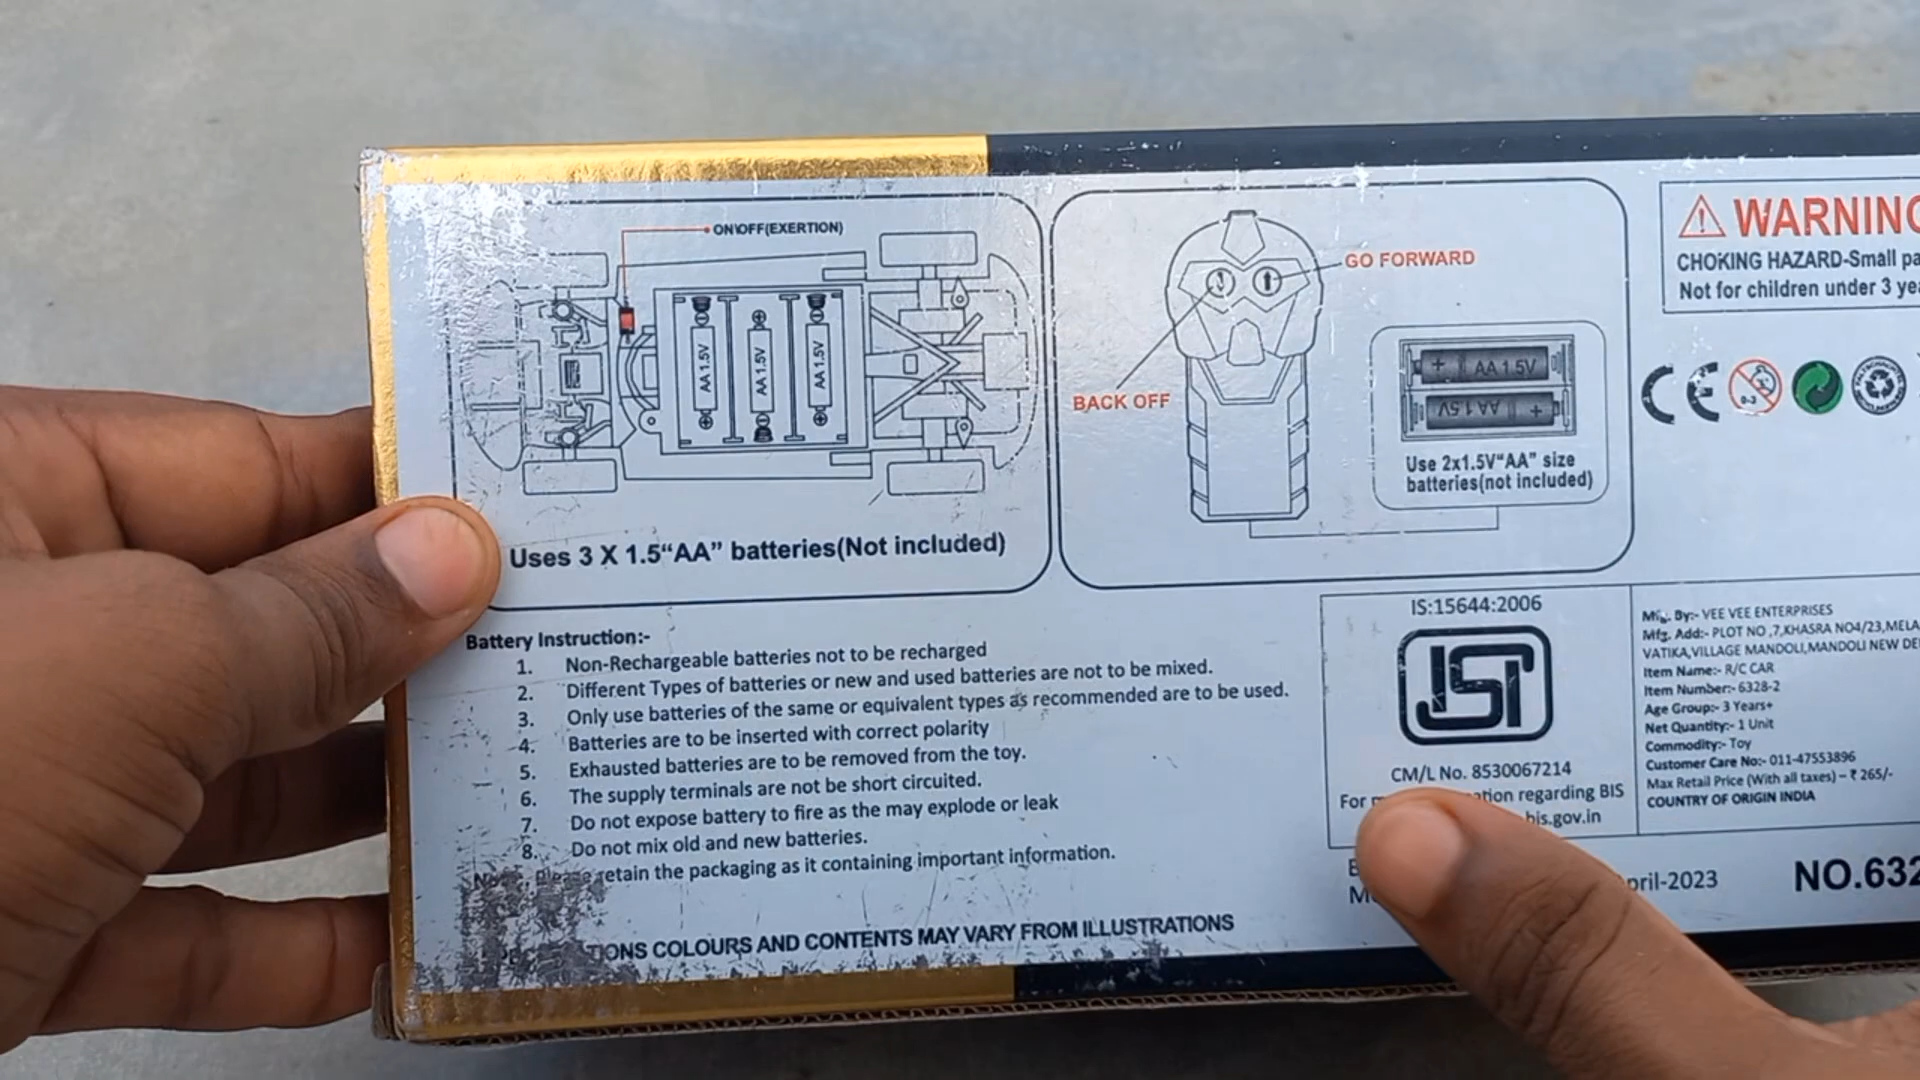 ON\OFF(EXERTION)
AA 1.5V
AA 1.5V
AA 1.5V
Uses 3 X 1.5“AA” batteries(Not included)
GO FORWARD
BACK OFF
AA 1.5V
AA 1.5V
Use 2x1.5V“AA” size
batteries(not included)
WARNING
CHOKING HAZARD-Small
Not for children under 3
CE
0-3
Battery Instruction:-
1. Non-Rechargeable batteries not to be recharged
2. Different Types of batteries or new and used batteries are not to be mixed.
3. Only use batteries of the same or equivalent types as recommended are to be used.
4. Batteries are to be inserted with correct polarity
5. Exhausted batteries are to be removed from the toy.
6. The supply terminals are not be short circuited.
7. Do not expose battery to fire as the may explode or leak
8. Do not mix old and new batteries.
Please retain the packaging as it containing important information.
COLOURS AND CONTENTS MAY VARY FROM ILLUSTRATIONS
IS:15644:2006
ISI
CM/L No. 8530067214
For regarding BIS
bis.gov.in
Mfg. By:- VEE VEE ENTERPRISES
Mfg. Add:- PLOT NO ,7,KHASRA NO4/23,MELA
VATIKA,VILLAGE MANDOLI,MANDOLI NEW
Item Name:- R/C CAR
Item Number:- 6328-2
Age Group:- 3 Years+
Net Quantity:- 1 Unit
Commodity:- Toy
Customer Care No:- 011-47553896
Max Retail Price (With all taxes) – ₹ 265/-
COUNTRY OF ORIGIN INDIA
pril-2023
NO.632